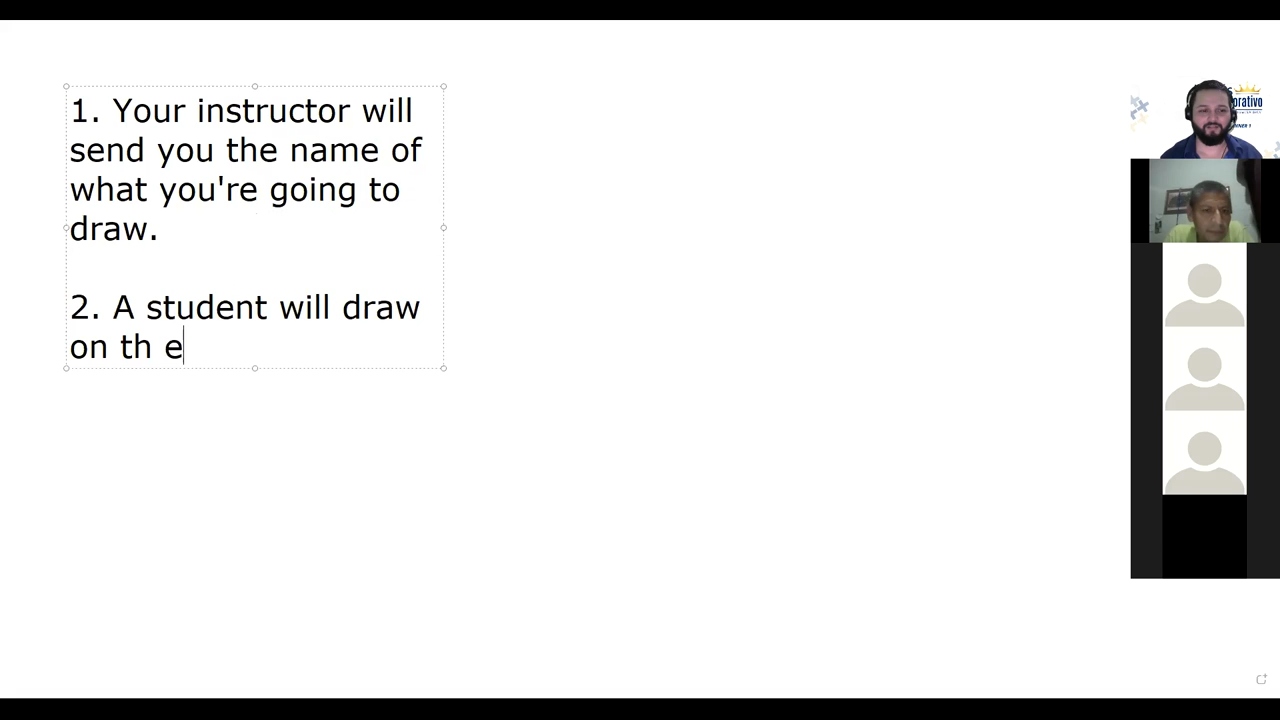 1. Your instructor will
send you the name of
what you're going to
draw.
2. A student will draw
on th e
orativo